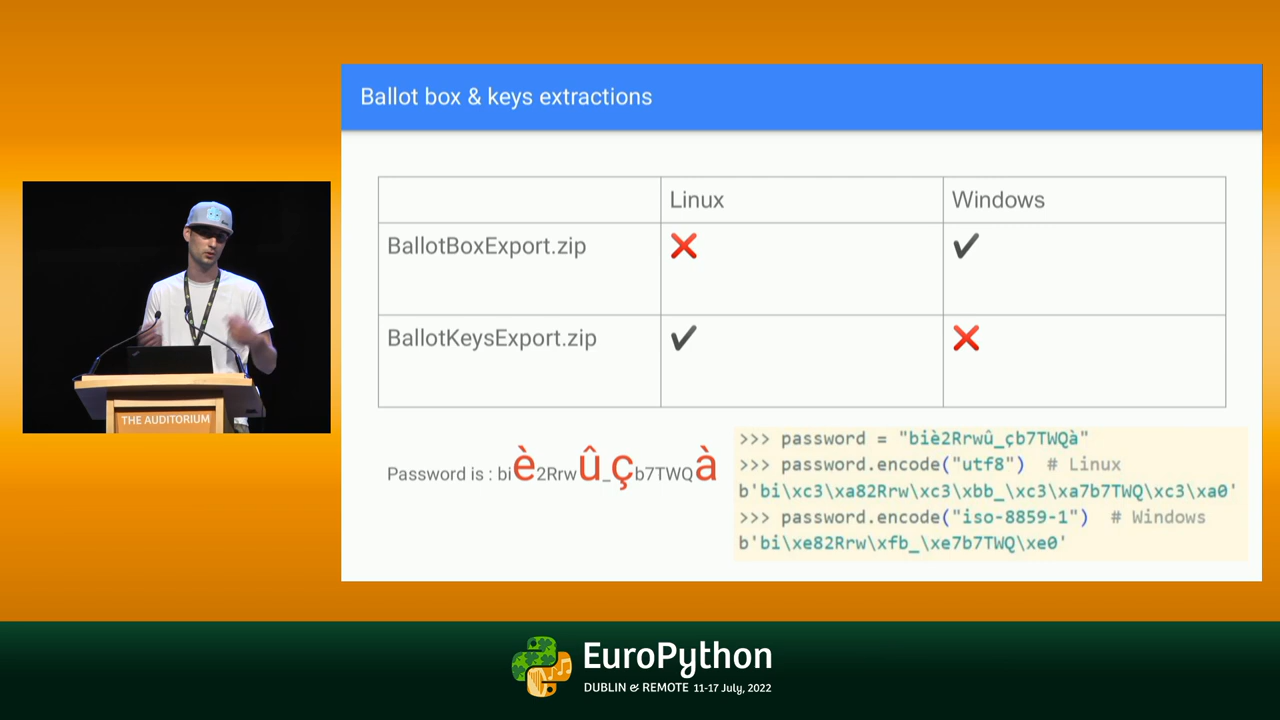 Ballot box & keys extractions
Linux
Windows
BallotBoxExport.zip
❌
✔
BallotKeysExport.zip
✔
❌
Password is : biè2Rrwû_çb7TWQà
>>> password = "biè2Rrwû_çb7TWQà"
>>> password.encode("utf8")  # Linux
b'bi\xc3\xa82Rrw\xc3\xbb_\xc3\xa7b7TWQ\xc3\xa0'
>>> password.encode("iso-8859-1")  # Windows
b'bi\xe82Rrw\xfb_\xe7b7TWQ\xe0'
THE AUDITORIUM
EuroPython
DUBLIN & REMOTE 11-17 July, 2022